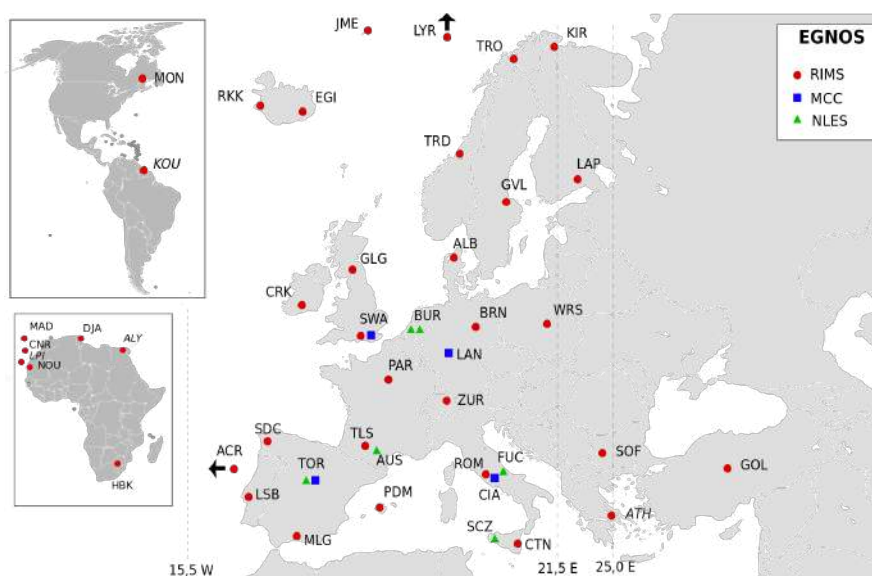 JME
LYR
KIR
TRO
EGNOS
RIMS
MCC
NLES
MON
KOU
RKK
EGI
TRD
LAP
GVL
ALB
GLG
CRK
SWA
BUR
BRN
WRS
LAN
PAR
ZUR
MAD
DJA
ALY
CNR
LPI
NOU
HBK
SDC
TLS
AUS
ACR
TOR
ROM
FUC
CIA
SOF
GOL
LSB
PDM
MLG
SCZ
CTN
ATH
15,5 W
21,5 E
25,0 E